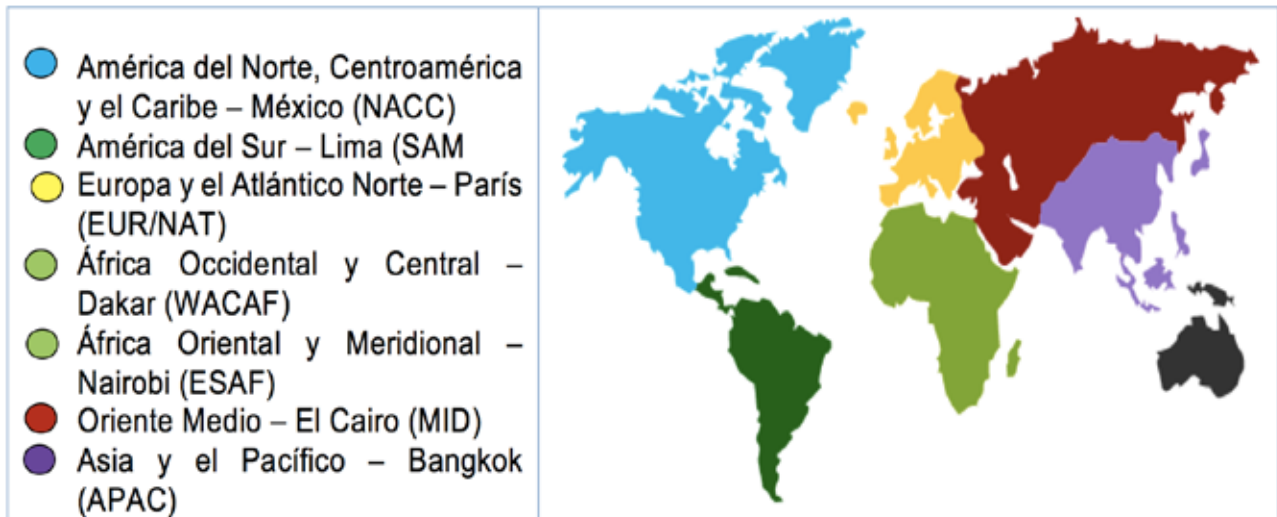 América del Norte, Centroamérica
y el Caribe – México (NACC)
América del Sur – Lima (SAM
Europa y el Atlántico Norte – París
(EUR/NAT)
África Occidental y Central –
Dakar (WACAF)
África Oriental y Meridional –
Nairobi (ESAF)
Oriente Medio – El Cairo (MID)
Asia y el Pacífico – Bangkok
(APAC)